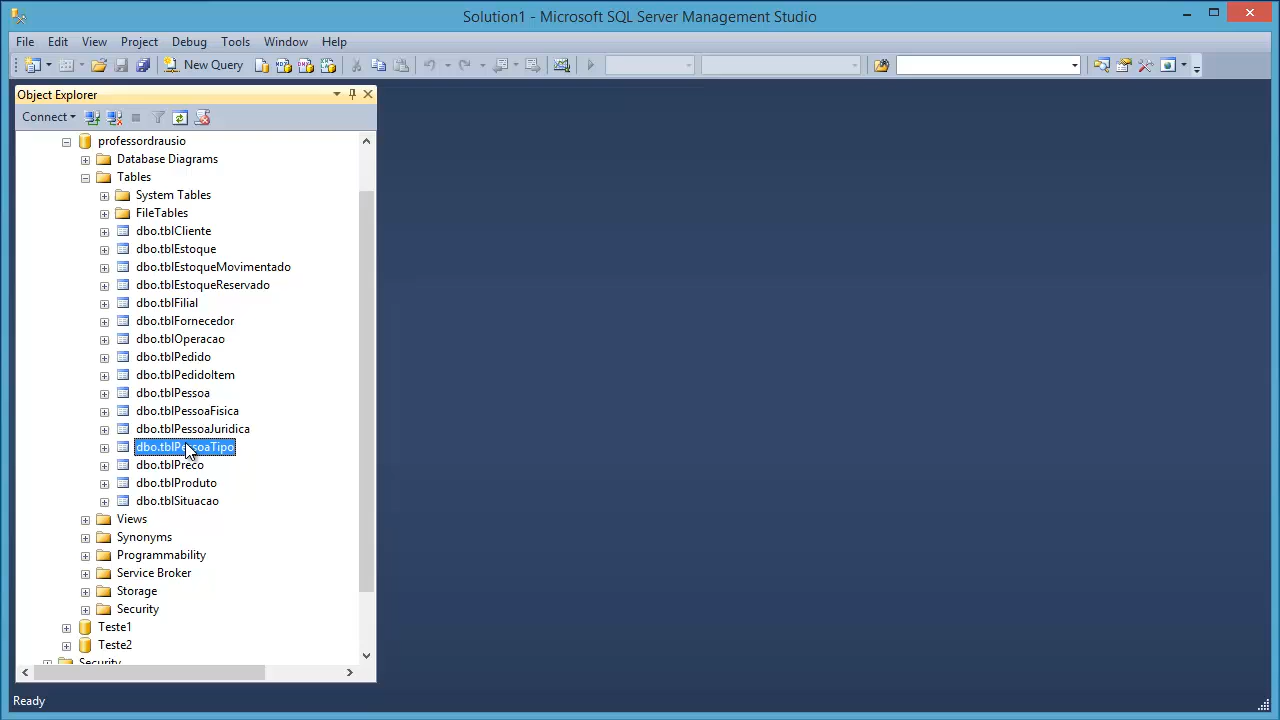 Solution1 - Microsoft SQL Server Management Studio
File Edit View Project Debug Tools Window Help
New Query
Object Explorer
Connect
professordrausio
Database Diagrams
Tables
System Tables
FileTables
dbo.tblCliente
dbo.tblEstoque
dbo.tblEstoqueMovimentado
dbo.tblEstoqueReservado
dbo.tblFilial
dbo.tblFornecedor
dbo.tblOperacao
dbo.tblPedido
dbo.tblPedidoItem
dbo.tblPessoa
dbo.tblPessoaFisica
dbo.tblPessoaJuridica
dbo.tblPessoaTipo
dbo.tblPreco
dbo.tblProduto
dbo.tblSituacao
Views
Synonyms
Programmability
Service Broker
Storage
Security
Teste1
Teste2
Security
Ready